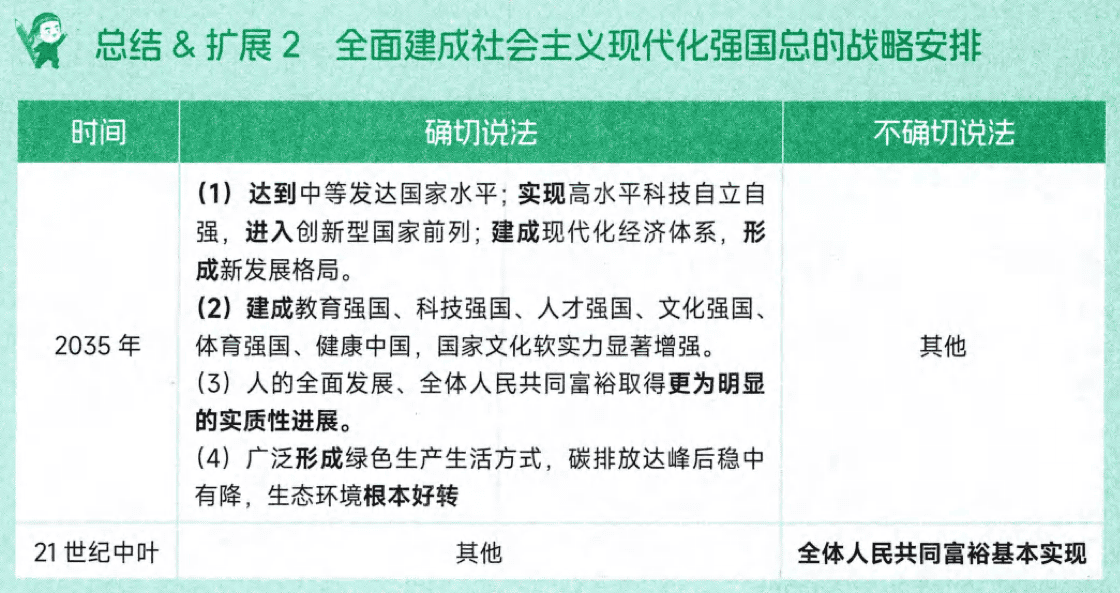 总结 & 扩展 2 全面建成社会主义现代化强国总的战略安排
时间 确切说法 不确切说法
(1)达到中等发达国家水平；实现高水平科技自立自
强，进入创新型国家前列；建成现代化经济体系，形
成新发展格局。
(2)建成教育强国、科技强国、人才强国、文化强国、
体育强国、健康中国，国家文化软实力显著增强。
2035 年
(3)人的全面发展、全体人民共同富裕取得更为明显
的实质性进展。
(4)广泛形成绿色生产生活方式，碳排放达峰后稳中
有降，生态环境根本好转
其他
21 世纪中叶 其他 全体人民共同富裕基本实现